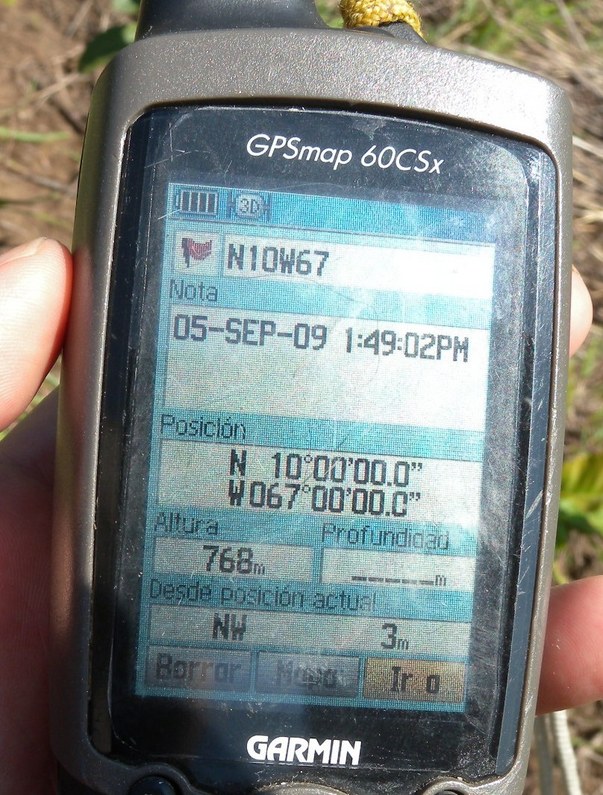 GPSmap 60CSx
3D
N10W67
Nota
05-SEP-09 1:49:02PM
Posición
N 10°00'00.0"
W067°00'00.0"
Altura Profundidad
768m _____m
Desde posición actual
NW 3m
Borrar Mapa Ir a
GARMIN